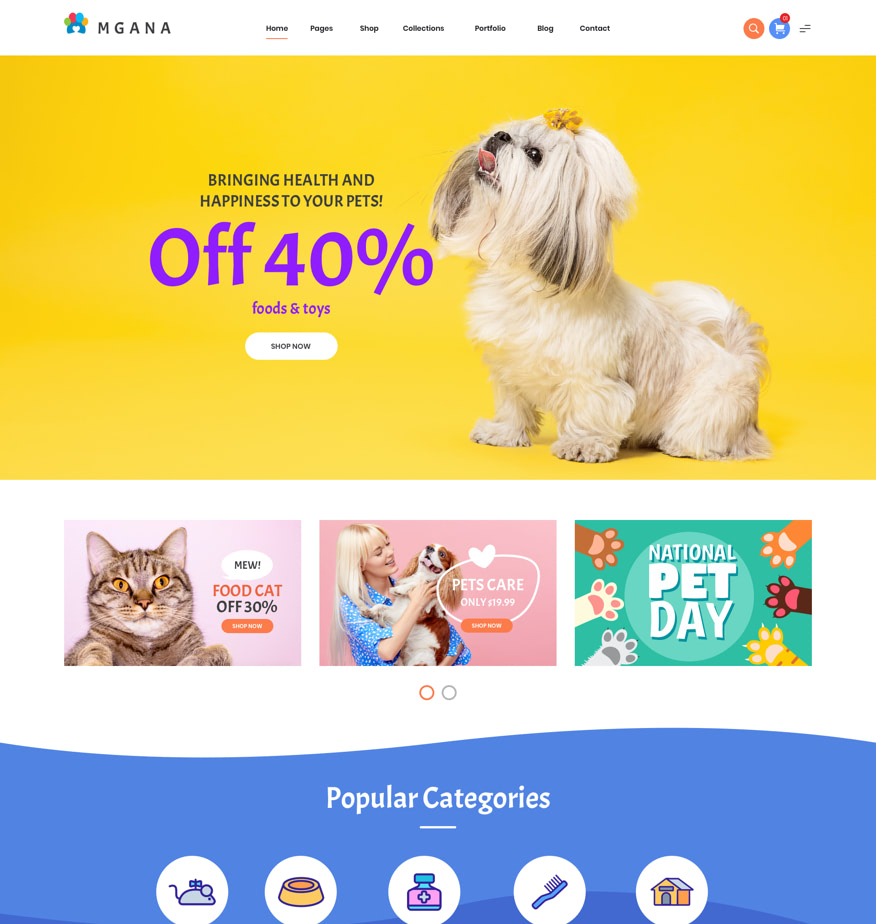 MGANA
Home Pages Shop Collections Portfolio Blog Contact
01
BRINGING HEALTH AND
HAPPINESS TO YOUR PETS!
Off 40%
foods & toys
SHOP NOW
MEW!
FOOD CAT
OFF 30%
SHOP NOW
PETS CARE
ONLY $19.99
SHOP NOW
NATIONAL
PET
DAY
Popular Categories